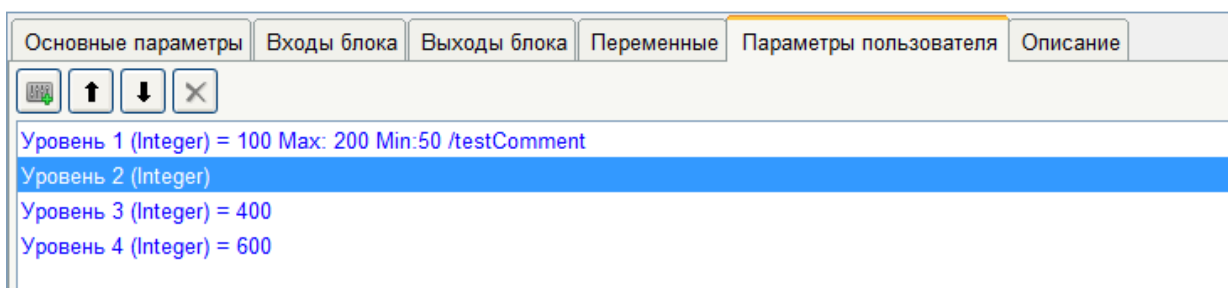 Основные параметры Входы блока Выходы блока Переменные Параметры пользователя Описание
Уровень 1 (Integer) = 100 Max: 200 Min:50 /testComment
Уровень 2 (Integer)
Уровень 3 (Integer) = 400
Уровень 4 (Integer) = 600